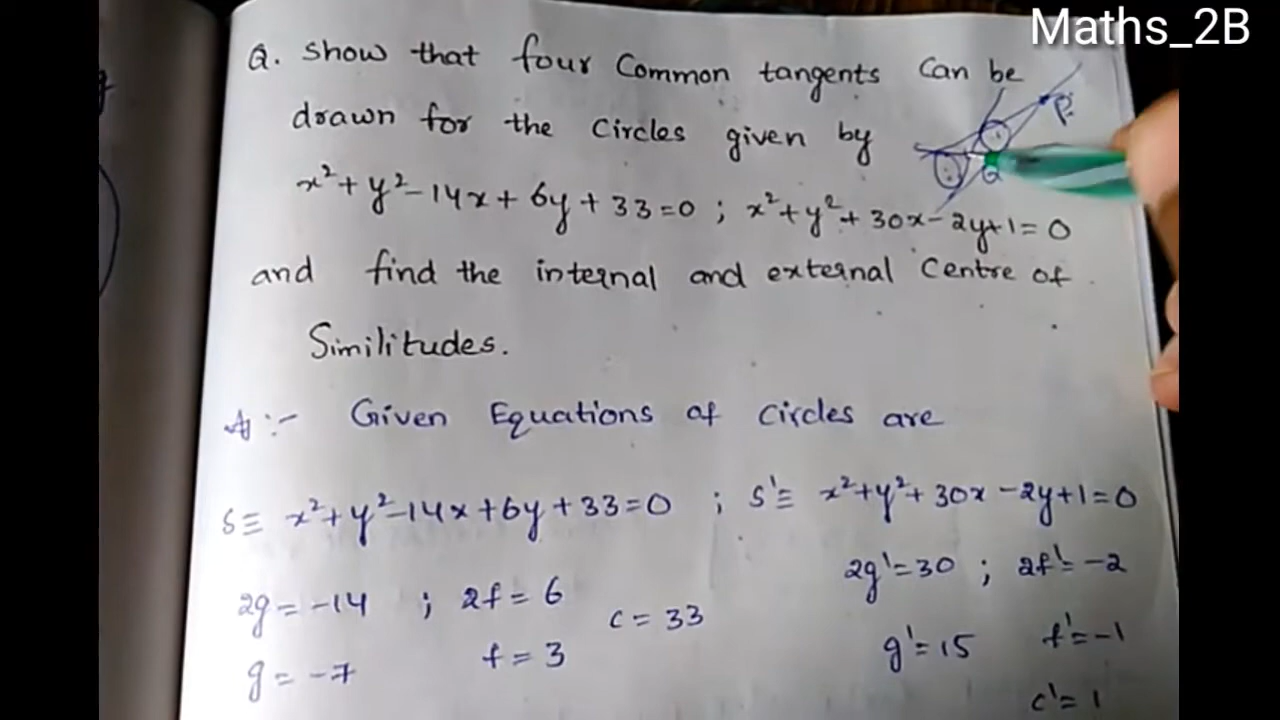 Maths_2B
Q. Show that four Common tangents Can be
drawn for the Circles given by
x²+y²-14x+6y+33=0 ; x²+y²+30x-2y+1=0
and find the internal and external Centre of
Similitudes.
A :- Given Equations of Circles are
S≡ x²+y²-14x+6y+33=0 ; S'≡ x²+y²+30x-2y+1=0
2g=-14 ; 2f=6 c=33 2g'=30 ; 2f'=-2
g=-7 f=3 g'=15 f'=-1
c'=1
P
Q